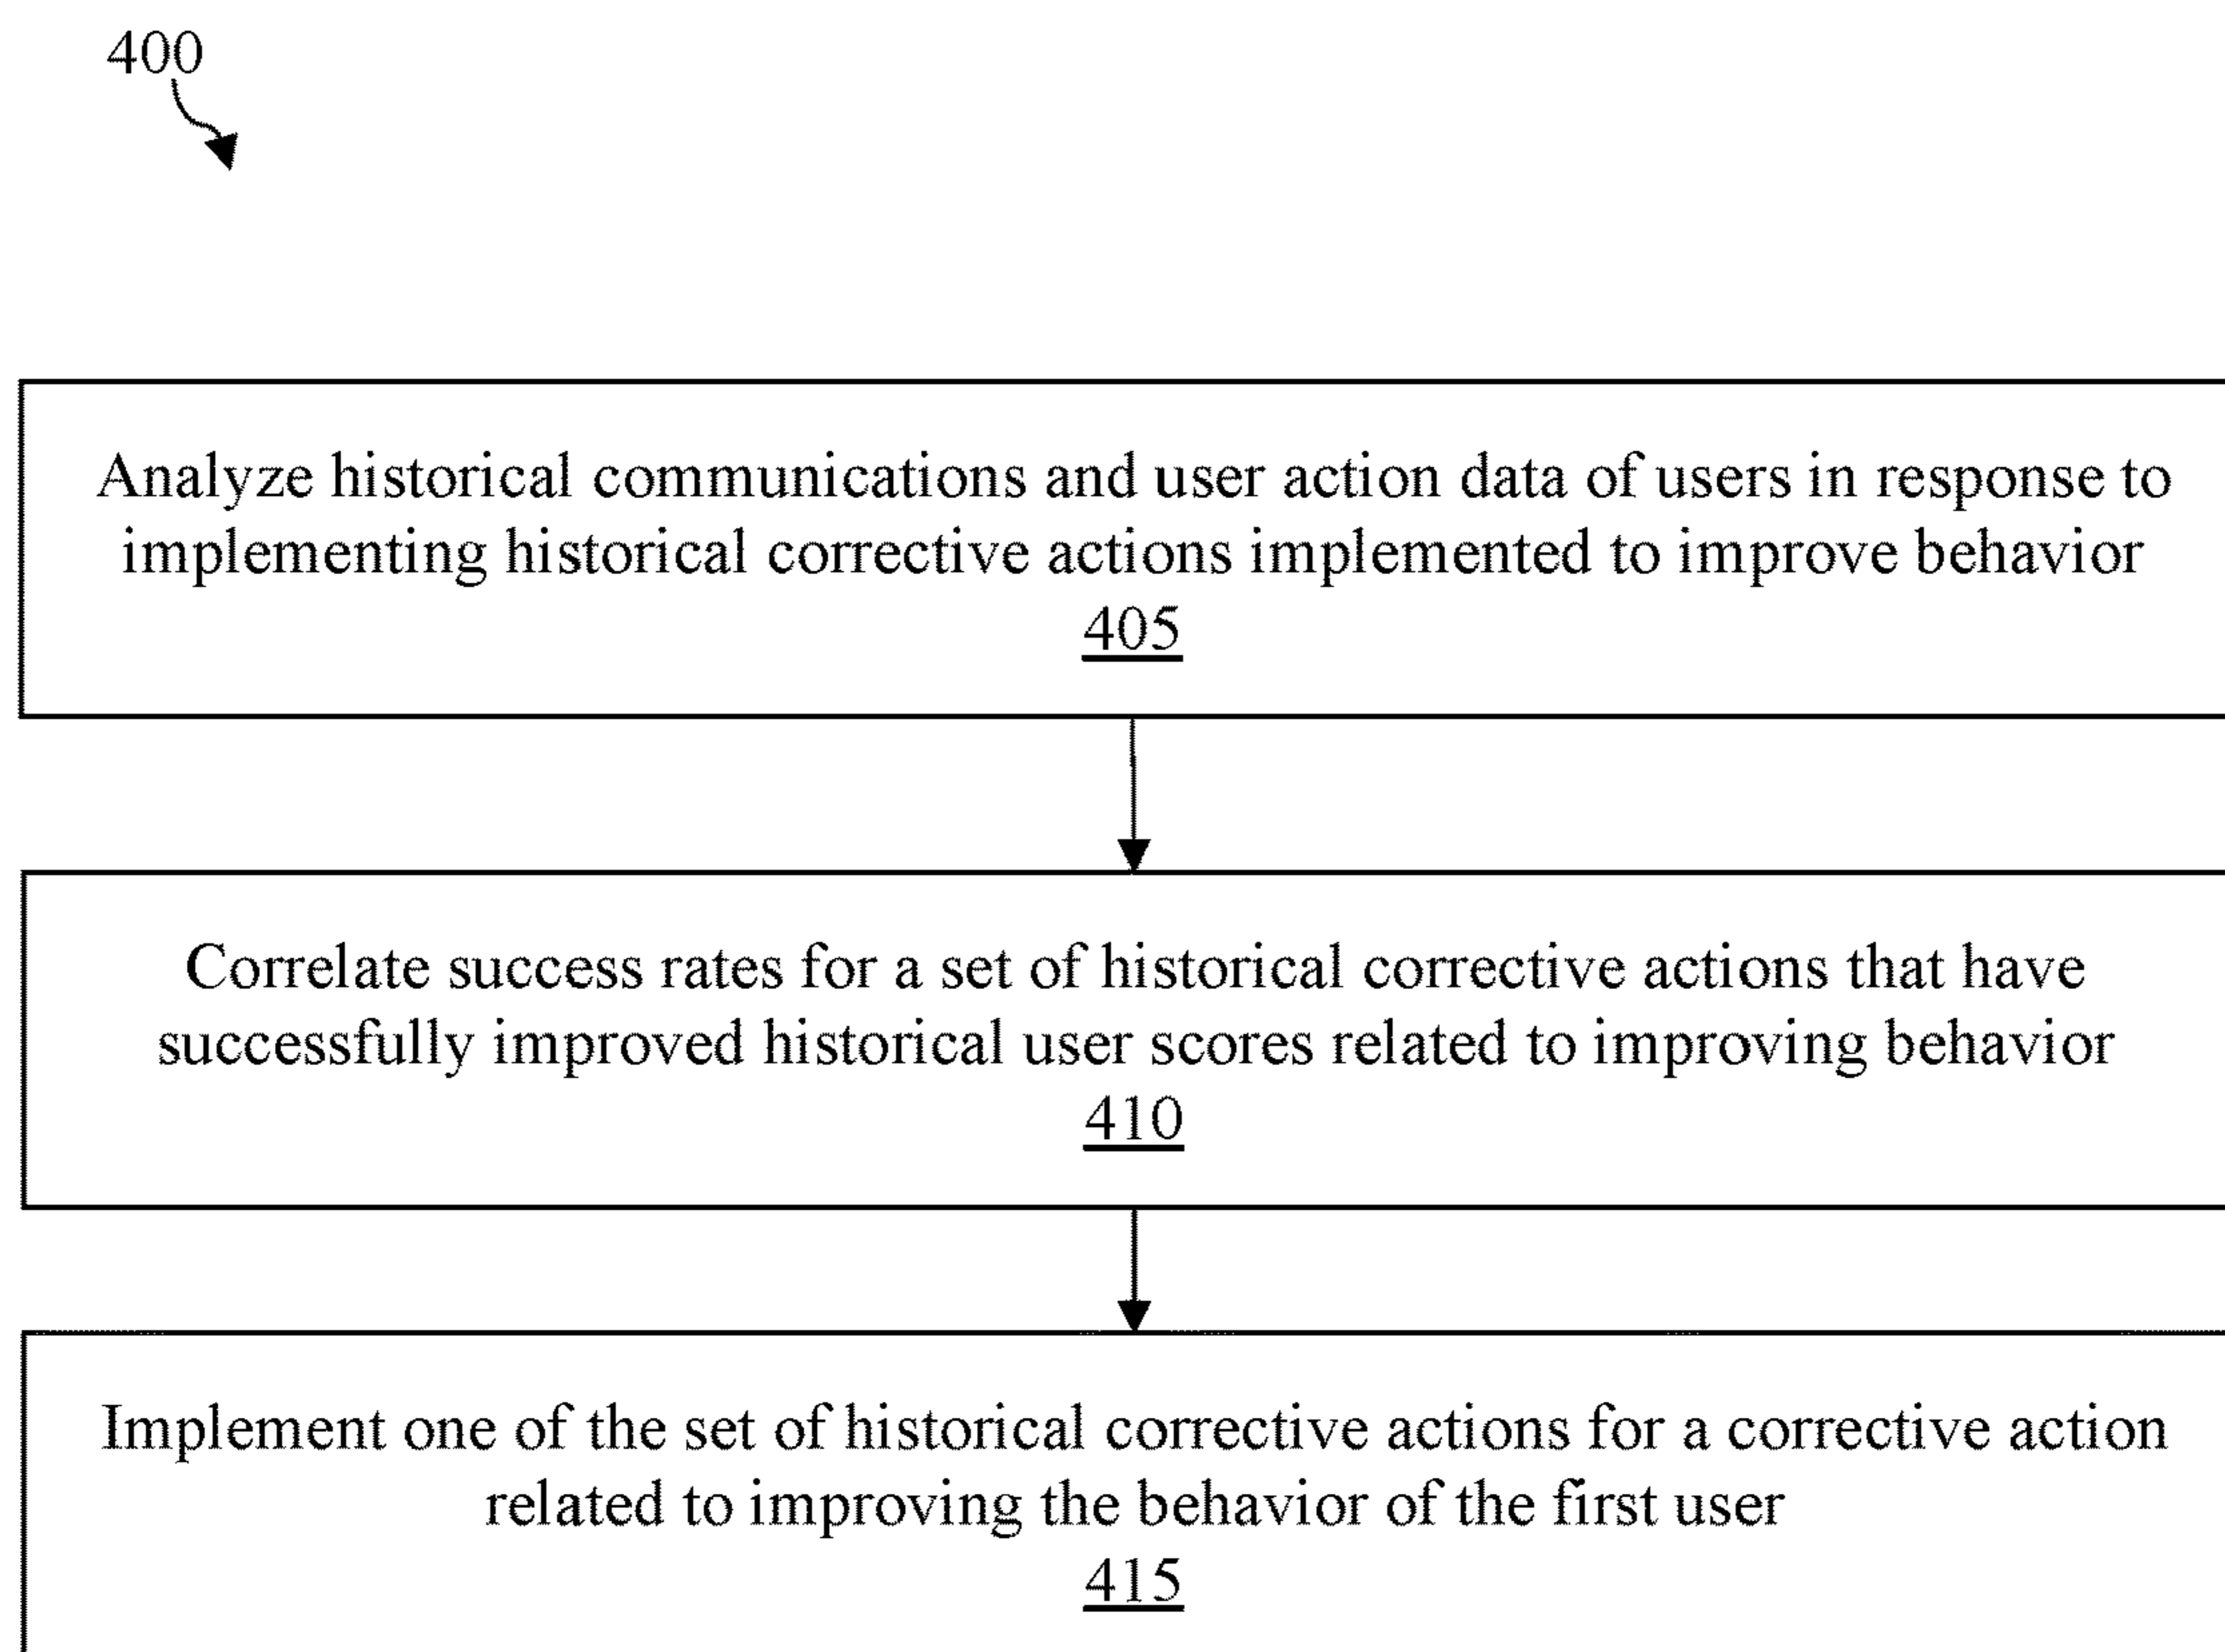 400
Analyze historical communications and user action data of users in response to
implementing historical corrective actions implemented to improve behavior
405
Correlate success rates for a set of historical corrective actions that have
successfully improved historical user scores related to improving behavior
410
Implement one of the set of historical corrective actions for a corrective action
related to improving the behavior of the first user
415